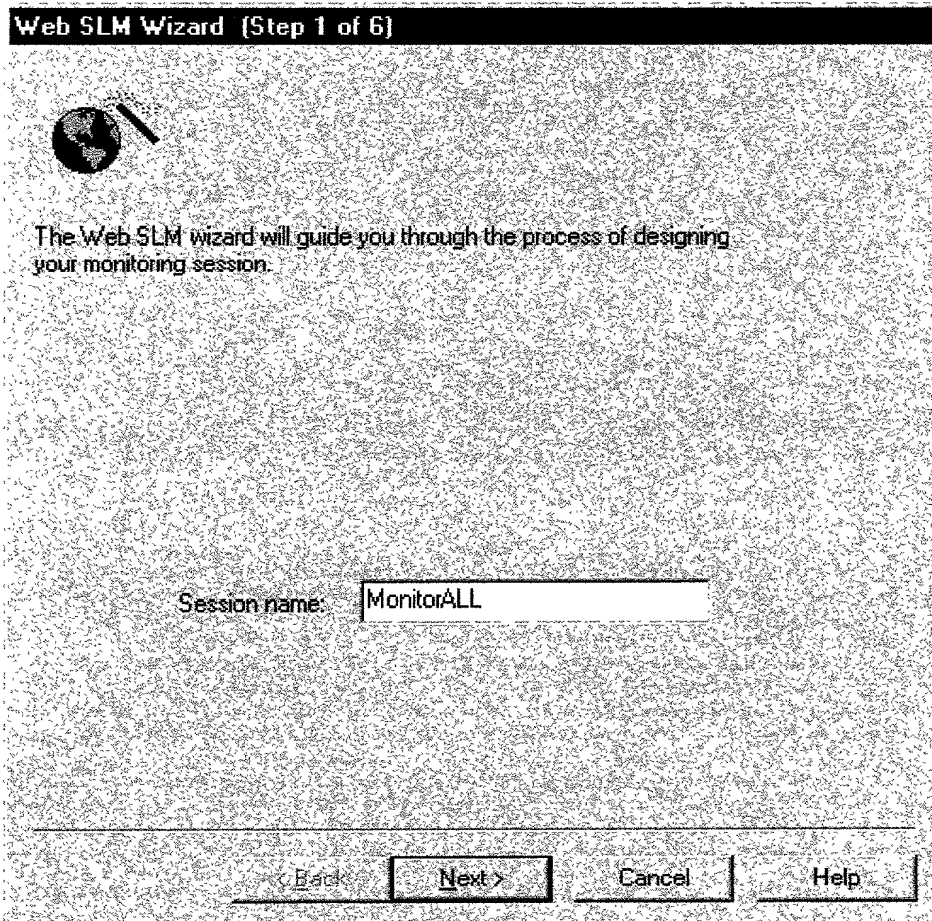 Web SLM Wizard (Step 1 of 6)
The Web SLM wizard will guide you through the process of designing
your monitoring session.
Session name: MonitorALL
< Back Next > Cancel Help